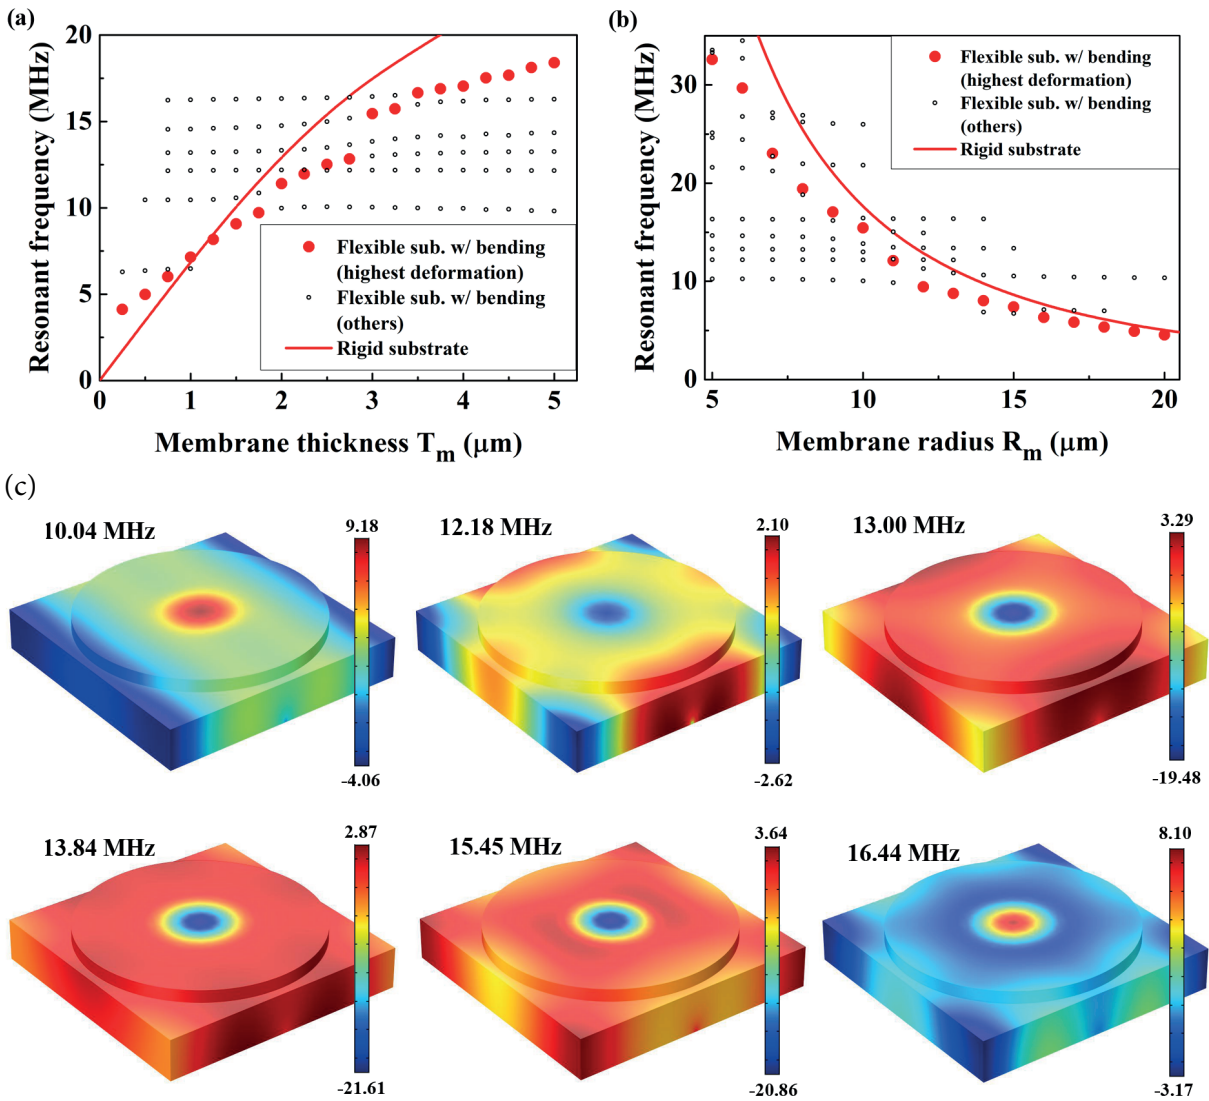 (a)
20
15
10
5
0
0
1
2
3
4
5
Resonant frequency (MHz)
Membrane thickness Tm (μm)
Flexible sub. w/ bending
(highest deformation)
Flexible sub. w/ bending
(others)
Rigid substrate
(b)
30
20
10
0
5
10
15
20
Resonant frequency (MHz)
Membrane radius Rm (μm)
Flexible sub. w/ bending
(highest deformation)
Flexible sub. w/ bending
(others)
Rigid substrate
(c)
10.04 MHz
9.18
-4.06
12.18 MHz
2.10
-2.62
13.00 MHz
3.29
-19.48
13.84 MHz
2.87
-21.61
15.45 MHz
3.64
-20.86
16.44 MHz
8.10
-3.17